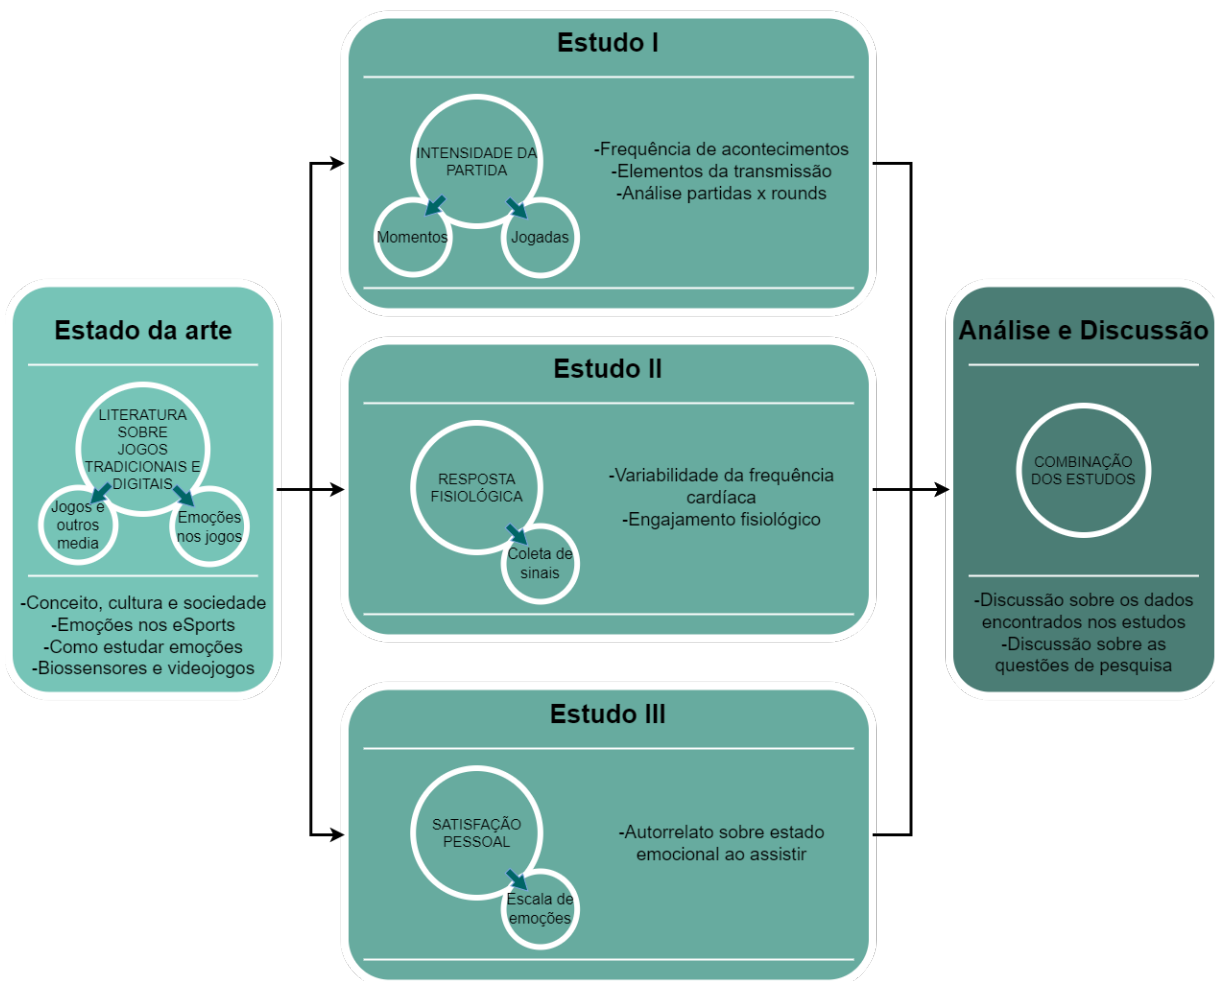 Estado da arte
LITERATURA
SOBRE
JOGOS
TRADICIONAIS E
DIGITAIS
Jogos e
outros
media
Emoções
nos jogos
-Conceito, cultura e sociedade
-Emoções nos eSports
-Como estudar emoções
-Biossensores e videojogos
Estudo I
INTENSIDADE DA
PARTIDA
Momentos
Jogadas
-Frequência de acontecimentos
-Elementos da transmissão
-Análise partidas x rounds
Estudo II
RESPOSTA
FISIOLÓGICA
Coleta de
sinais
-Variabilidade da frequência
cardíaca
-Engajamento fisiológico
Estudo III
SATISFAÇÃO
PESSOAL
Escala de
emoções
-Autorrelato sobre estado
emocional ao assistir
Análise e Discussão
COMBINAÇÃO
DOS ESTUDOS
-Discussão sobre os dados
encontrados nos estudos
-Discussão sobre as
questões de pesquisa